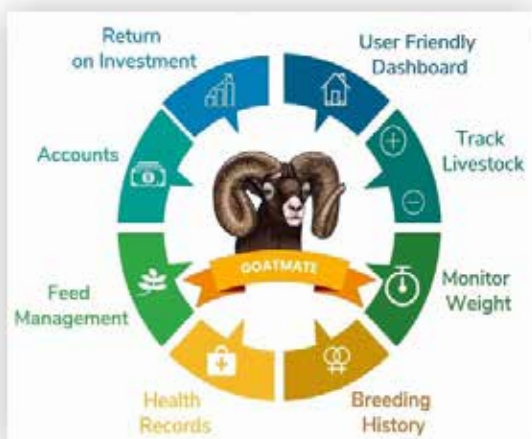 Return
on Investment
User Friendly
Dashboard
Accounts
Track
Livestock
GOATMATE
Feed
Management
Monitor
Weight
Health
Records
Breeding
History